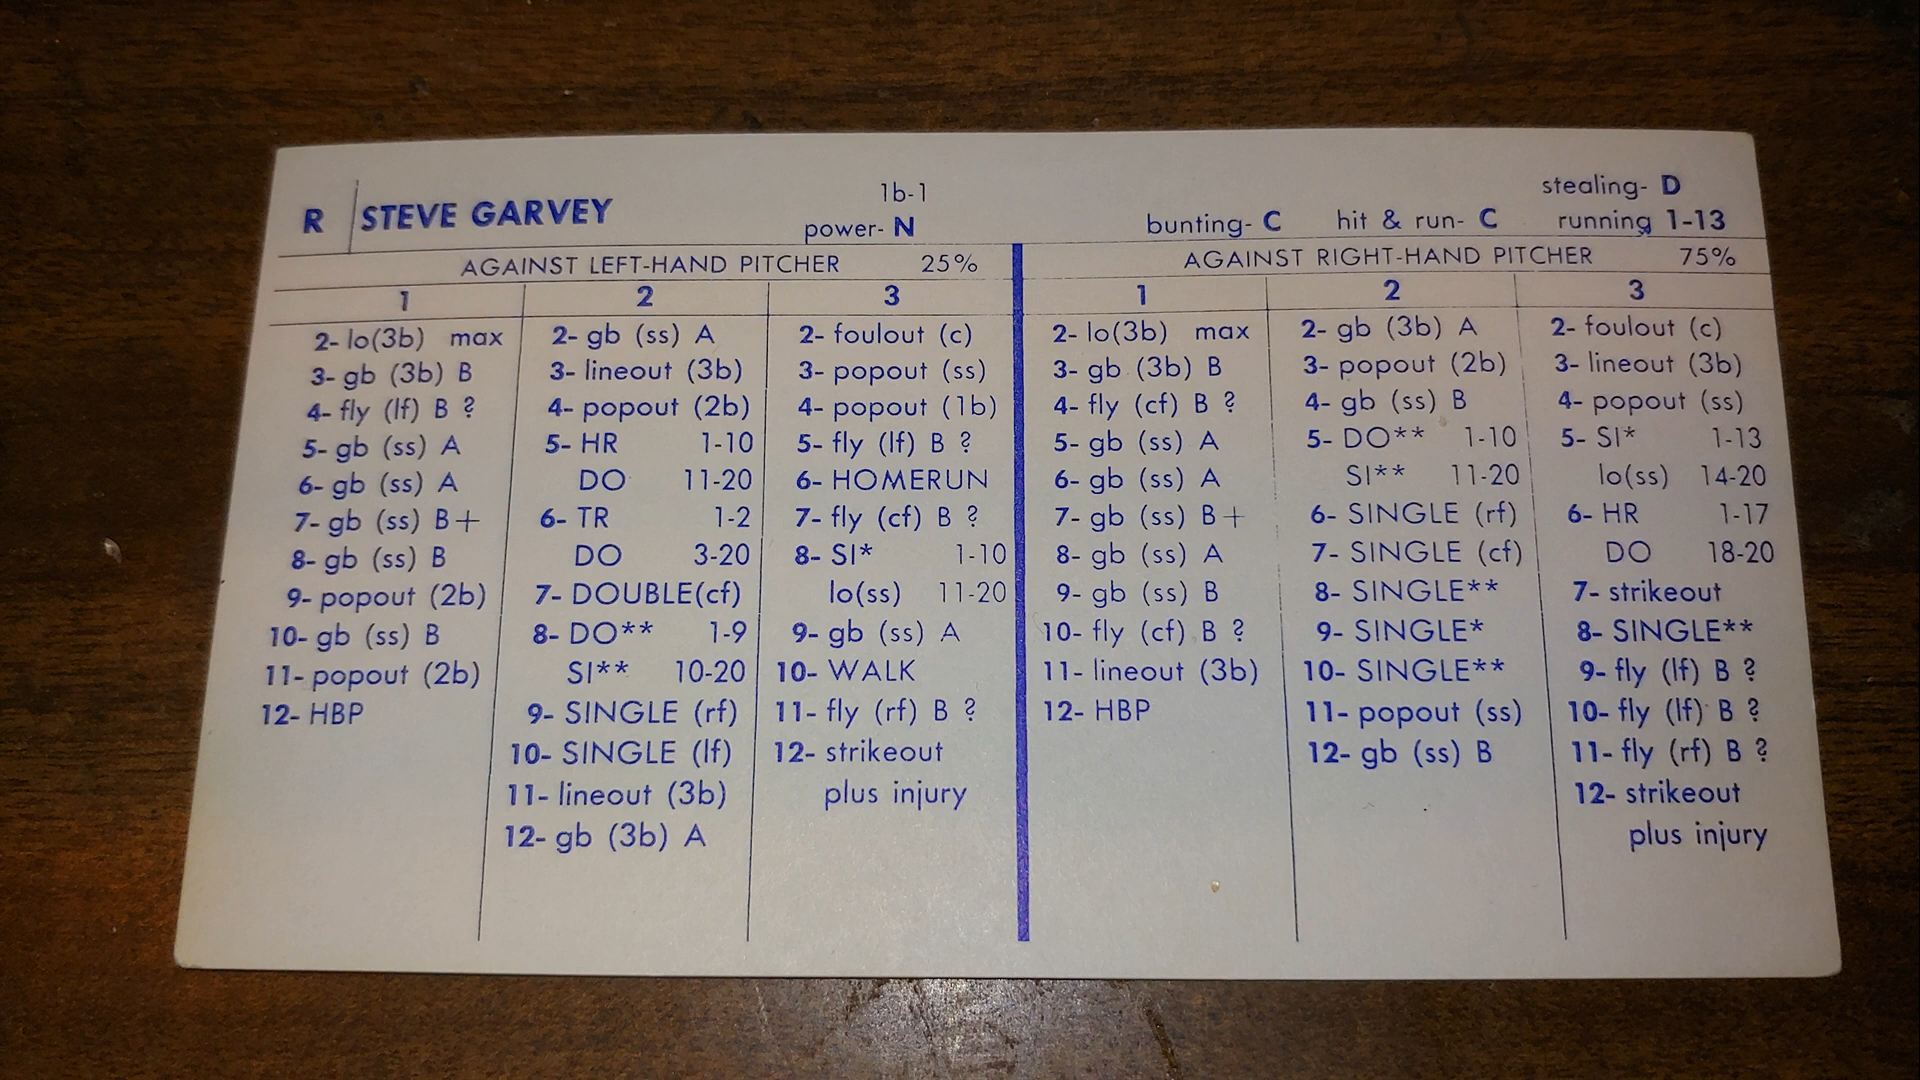 R STEVE GARVEY 1b-1 stealing- D
power- N bunting- C hit & run- C running 1-13
AGAINST LEFT-HAND PITCHER 25%
1
2- lo(3b) max
3- gb (3b) B
4- fly (lf) B ?
5- gb (ss) A
6- gb (ss) A
7- gb (ss) B+
8- gb (ss) B
9- popout (2b)
10- gb (ss) B
11- popout (2b)
12- HBP
2
2- gb (ss) A
3- lineout (3b)
4- popout (2b)
5- HR 1-10
DO 11-20
6- TR 1-2
DO 3-20
7- DOUBLE(cf)
8- DO** 1-9
SI** 10-20
9- SINGLE (rf)
10- SINGLE (lf)
11- lineout (3b)
12- gb (3b) A
3
2- foulout (c)
3- popout (ss)
4- popout (1b)
5- fly (lf) B ?
6- HOMERUN
7- fly (cf) B ?
8- SI* 1-10
lo(ss) 11-20
9- gb (ss) A
10- WALK
11- fly (rf) B ?
12- strikeout
plus injury
AGAINST RIGHT-HAND PITCHER 75%
1
2- lo(3b) max
3- gb (3b) B
4- fly (cf) B ?
5- gb (ss) A
6- gb (ss) A
7- gb (ss) B+
8- gb (ss) A
9- gb (ss) B
10- fly (cf) B ?
11- lineout (3b)
12- HBP
2
2- gb (3b) A
3- popout (2b)
4- gb (ss) B
5- DO** 1-10
SI** 11-20
6- SINGLE (rf)
7- SINGLE (cf)
8- SINGLE**
9- SINGLE*
10- SINGLE**
11- popout (ss)
12- gb (ss) B
3
2- foulout (c)
3- lineout (3b)
4- popout (ss)
5- SI* 1-13
lo(ss) 14-20
6- HR 1-17
DO 18-20
7- strikeout
8- SINGLE**
9- fly (lf) B ?
10- fly (lf) B ?
11- fly (rf) B ?
12- strikeout
plus injury